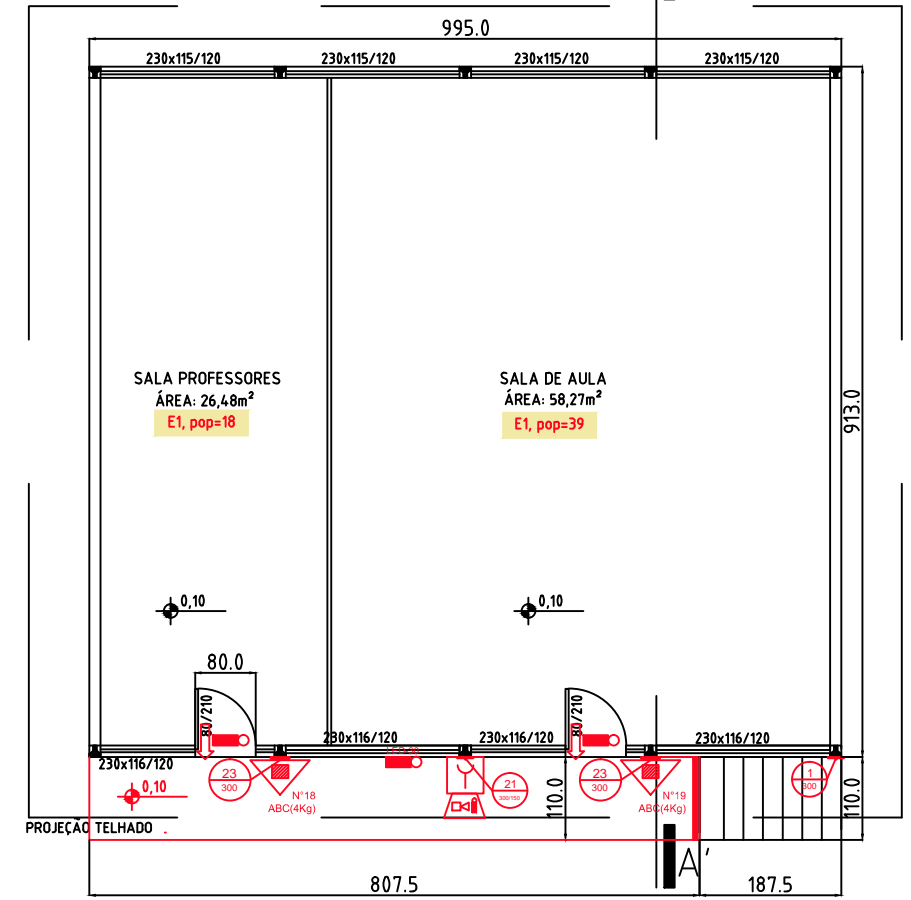 995.0
230x115/120
230x115/120
230x115/120
230x115/120
SALA PROFESSORES
ÁREA: 26,48m²
E1, pop=18
SALA DE AULA
ÁREA: 58,27m²
E1, pop=39
913.0
0,10
0,10
80.0
80/210
80/210
230x116/120
230x116/120
230x116/120
230x116/120
0,10
23
300
N°18
ABC(4Kg)
21
300/150
23
300
N°19
ABC(4Kg)
1
300
110.0
110.0
PROJEÇÃO TELHADO
A'
807.5
187.5